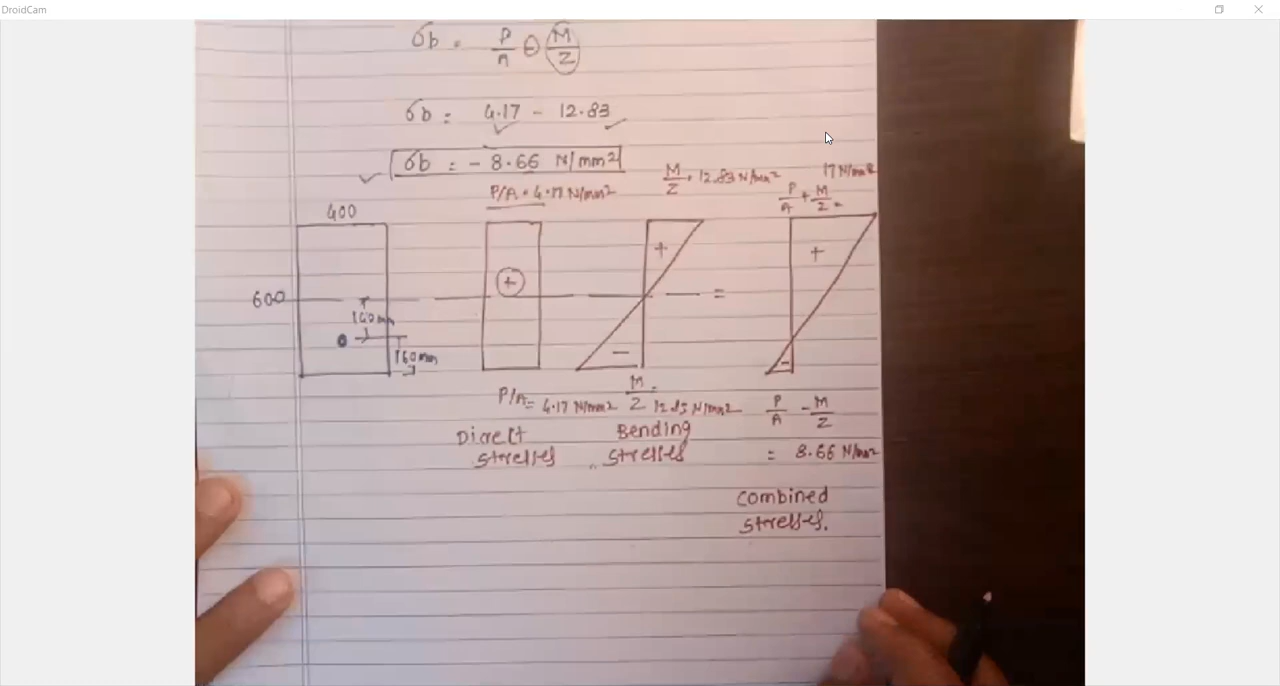 DroidCam
σb = P/A ⊖ M/Z
σb = 4.17 - 12.83
σb = - 8.66 N/mm²
P/A = 4.17 N/mm²
M/Z = 12.83 N/mm²
17 N/mm²
P/A + M/Z =
400
600
140mm
160mm
+
+
-
=
+
-
P/A = 4.17 N/mm²
M/Z = 12.83 N/mm²
P/A - M/Z
= 8.66 N/mm²
Direct
stresses
Bending
stresses
Combined
stresses.